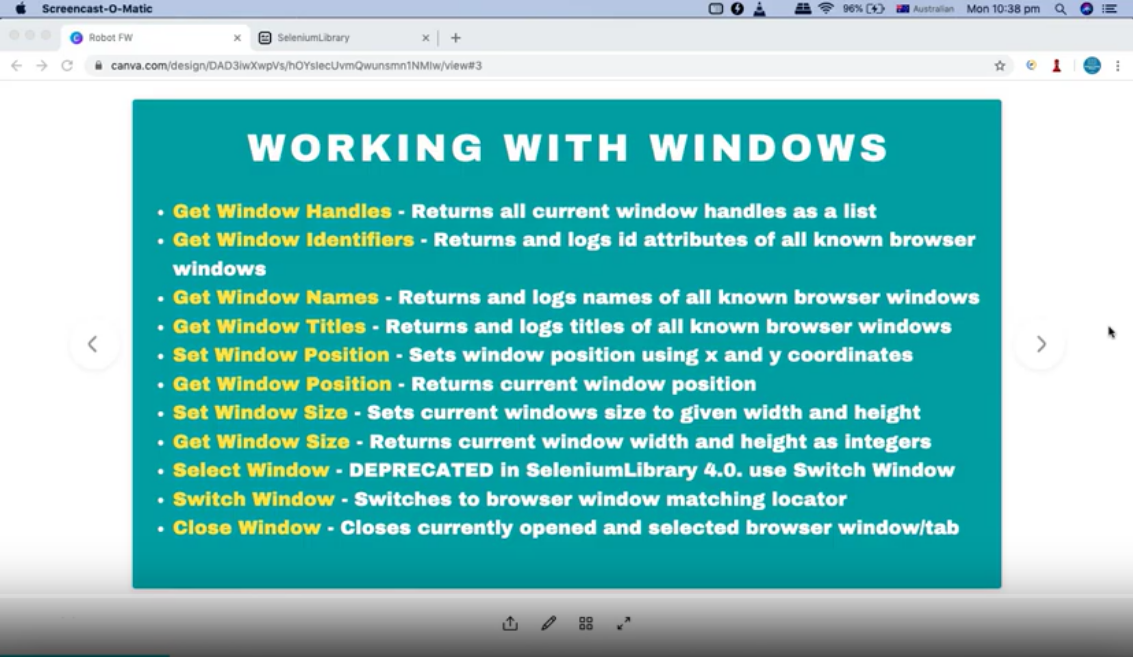 Screencast-O-Matic
96%
Australian
Mon 10:38 pm
Robot FW
SeleniumLibrary
canva.com/design/DAD3iwXwpVs/hOYsIecUvmQwunsmn1NMIw/view#3
WORKING WITH WINDOWS
• Get Window Handles - Returns all current window handles as a list
• Get Window Identifiers - Returns and logs id attributes of all known browser
windows
• Get Window Names - Returns and logs names of all known browser windows
• Get Window Titles - Returns and logs titles of all known browser windows
• Set Window Position - Sets window position using x and y coordinates
• Get Window Position - Returns current window position
• Set Window Size - Sets current windows size to given width and height
• Get Window Size - Returns current window width and height as integers
• Select Window - DEPRECATED in SeleniumLibrary 4.0. use Switch Window
• Switch Window - Switches to browser window matching locator
• Close Window - Closes currently opened and selected browser window/tab